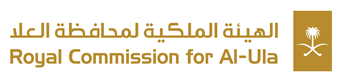 الهيئة الملكية لمحافظة العلا
Royal Commission for Al-Ula